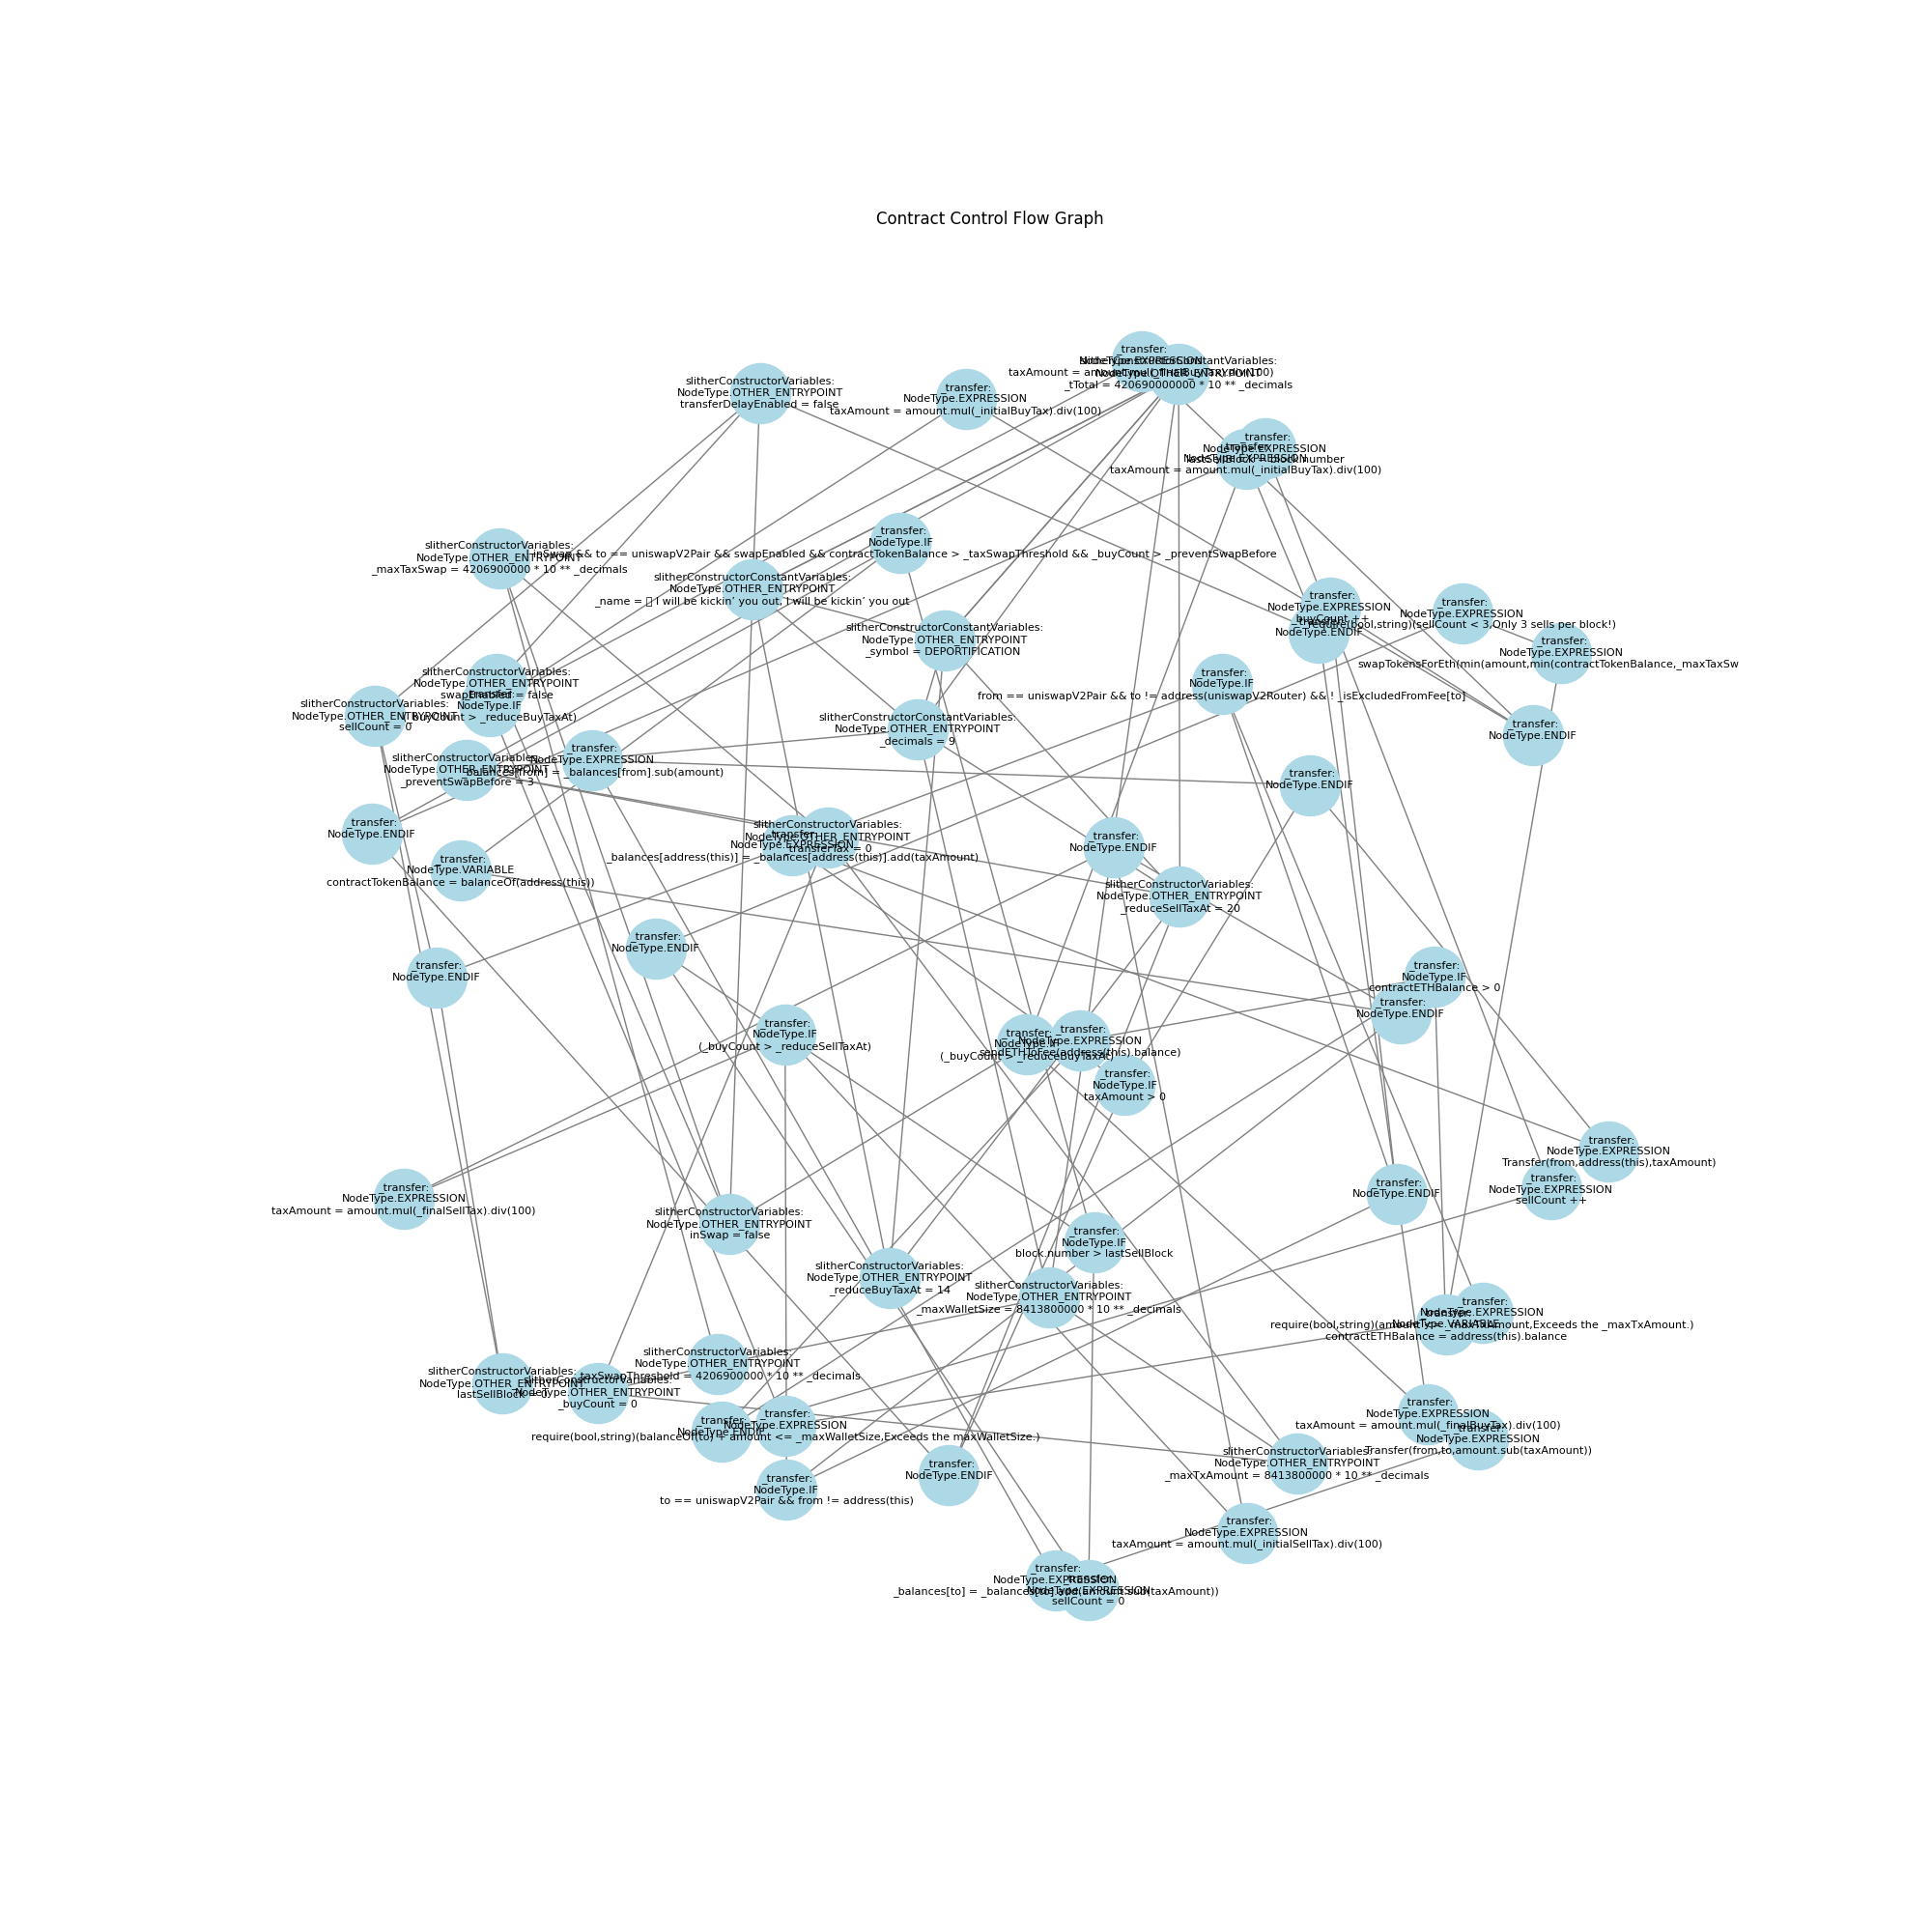 Contract Control Flow Graph
_transfer:
NodeType.EXPRESSION
taxAmount = amount.mul(_finalBuyTax).div(100)
slitherConstructorConstantVariables:
NodeType.OTHER_ENTRYPOINT
_tTotal = 420690000000 * 10 ** _decimals
slitherConstructorVariables:
NodeType.OTHER_ENTRYPOINT
transferDelayEnabled = false
_transfer:
NodeType.EXPRESSION
taxAmount = amount.mul(_initialBuyTax).div(100)
_transfer:
NodeType.EXPRESSION
lastSellBlock = block.number
_transfer:
NodeType.EXPRESSION
taxAmount = amount.mul(_initialBuyTax).div(100)
_transfer:
NodeType.IF
inSwap && to == uniswapV2Pair && swapEnabled && contractTokenBalance > _taxSwapThreshold && _buyCount > _preventSwapBefore
slitherConstructorVariables:
NodeType.OTHER_ENTRYPOINT
_maxTaxSwap = 4206900000 * 10 ** _decimals
slitherConstructorConstantVariables:
NodeType.OTHER_ENTRYPOINT
_name = I will be kickin’ you out, I will be kickin’ you out
_transfer:
NodeType.EXPRESSION
_buyCount ++
_transfer:
NodeType.ENDIF
_transfer:
NodeType.EXPRESSION
require(bool,string)(sellCount < 3,Only 3 sells per block!)
slitherConstructorConstantVariables:
NodeType.OTHER_ENTRYPOINT
_symbol = DEPORTIFICATION
_transfer:
NodeType.EXPRESSION
swapTokensForEth(min(amount,min(contractTokenBalance,_maxTaxSw
slitherConstructorVariables:
NodeType.OTHER_ENTRYPOINT
swapEnabled = false
_transfer:
NodeType.IF
(_buyCount > _reduceBuyTaxAt)
_transfer:
NodeType.IF
from == uniswapV2Pair && to != address(uniswapV2Router) && ! _isExcludedFromFee[to]
slitherConstructorVariables:
NodeType.OTHER_ENTRYPOINT
sellCount = 0
slitherConstructorConstantVariables:
NodeType.OTHER_ENTRYPOINT
_decimals = 9
_transfer:
NodeType.ENDIF
slitherConstructorVariables:
NodeType.OTHER_ENTRYPOINT
_preventSwapBefore = 3
_transfer:
NodeType.EXPRESSION
_balances[from] = _balances[from].sub(amount)
_transfer:
NodeType.ENDIF
_transfer:
NodeType.ENDIF
slitherConstructorVariables:
NodeType.OTHER_ENTRYPOINT
_transferTax = 0
_transfer:
NodeType.EXPRESSION
_balances[address(this)] = _balances[address(this)].add(taxAmount)
_transfer:
NodeType.ENDIF
_transfer:
NodeType.VARIABLE
contractTokenBalance = balanceOf(address(this))
slitherConstructorVariables:
NodeType.OTHER_ENTRYPOINT
_reduceSellTaxAt = 20
_transfer:
NodeType.ENDIF
_transfer:
NodeType.ENDIF
_transfer:
NodeType.IF
contractETHBalance > 0
_transfer:
NodeType.ENDIF
_transfer:
NodeType.IF
(_buyCount > _reduceSellTaxAt)
_transfer:
NodeType.IF
(_buyCount > _reduceBuyTaxAt)
_transfer:
NodeType.EXPRESSION
sendETHToFee(address(this).balance)
_transfer:
NodeType.IF
taxAmount > 0
_transfer:
NodeType.EXPRESSION
Transfer(from,address(this),taxAmount)
_transfer:
NodeType.EXPRESSION
sellCount ++
_transfer:
NodeType.ENDIF
_transfer:
NodeType.EXPRESSION
taxAmount = amount.mul(_finalSellTax).div(100)
slitherConstructorVariables:
NodeType.OTHER_ENTRYPOINT
inSwap = false
_transfer:
NodeType.IF
block.number > lastSellBlock
slitherConstructorVariables:
NodeType.OTHER_ENTRYPOINT
_reduceBuyTaxAt = 14
slitherConstructorVariables:
NodeType.OTHER_ENTRYPOINT
_maxWalletSize = 8413800000 * 10 ** _decimals
_transfer:
NodeType.EXPRESSION
require(bool,string)(amount <= _maxTxAmount,Exceeds the _maxTxAmount.)
_transfer:
NodeType.VARIABLE
contractETHBalance = address(this).balance
slitherConstructorVariables:
NodeType.OTHER_ENTRYPOINT
_taxSwapThreshold = 4206900000 * 10 ** _decimals
slitherConstructorVariables:
NodeType.OTHER_ENTRYPOINT
lastSellBlock = 0
slitherConstructorVariables:
NodeType.OTHER_ENTRYPOINT
_buyCount = 0
_transfer:
NodeType.EXPRESSION
taxAmount = amount.mul(_finalBuyTax).div(100)
_transfer:
NodeType.ENDIF
_transfer:
NodeType.EXPRESSION
require(bool,string)(balanceOf(to) + amount <= _maxWalletSize,Exceeds the maxWalletSize.)
_transfer:
NodeType.EXPRESSION
Transfer(from,to,amount.sub(taxAmount))
slitherConstructorVariables:
NodeType.OTHER_ENTRYPOINT
_maxTxAmount = 8413800000 * 10 ** _decimals
_transfer:
NodeType.ENDIF
_transfer:
NodeType.IF
to == uniswapV2Pair && from != address(this)
_transfer:
NodeType.EXPRESSION
taxAmount = amount.mul(_initialSellTax).div(100)
_transfer:
NodeType.EXPRESSION
_balances[to] = _balances[to].add(amount.sub(taxAmount))
_transfer:
NodeType.EXPRESSION
sellCount = 0